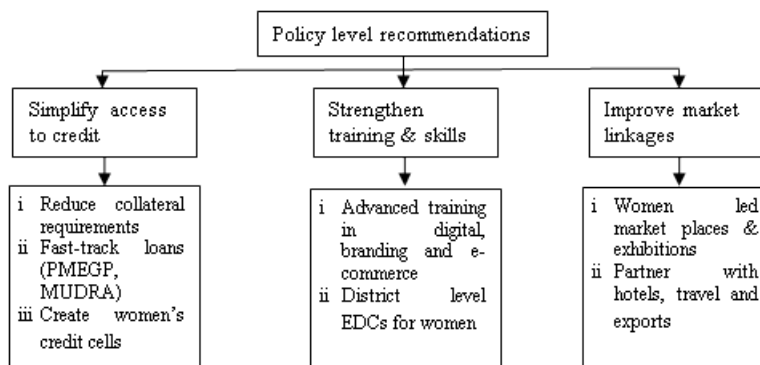 Policy level recommendations
Simplify access
to credit
Strengthen
training & skills
Improve market
linkages
i Reduce collateral
requirements
ii Fast-track loans
(PMEGP,
MUDRA)
iii Create women's
credit cells
i Advanced training
in digital,
branding and e-
commerce
ii District level
EDCs for women
i Women led
market places &
exhibitions
ii Partner with
hotels, travel and
exports